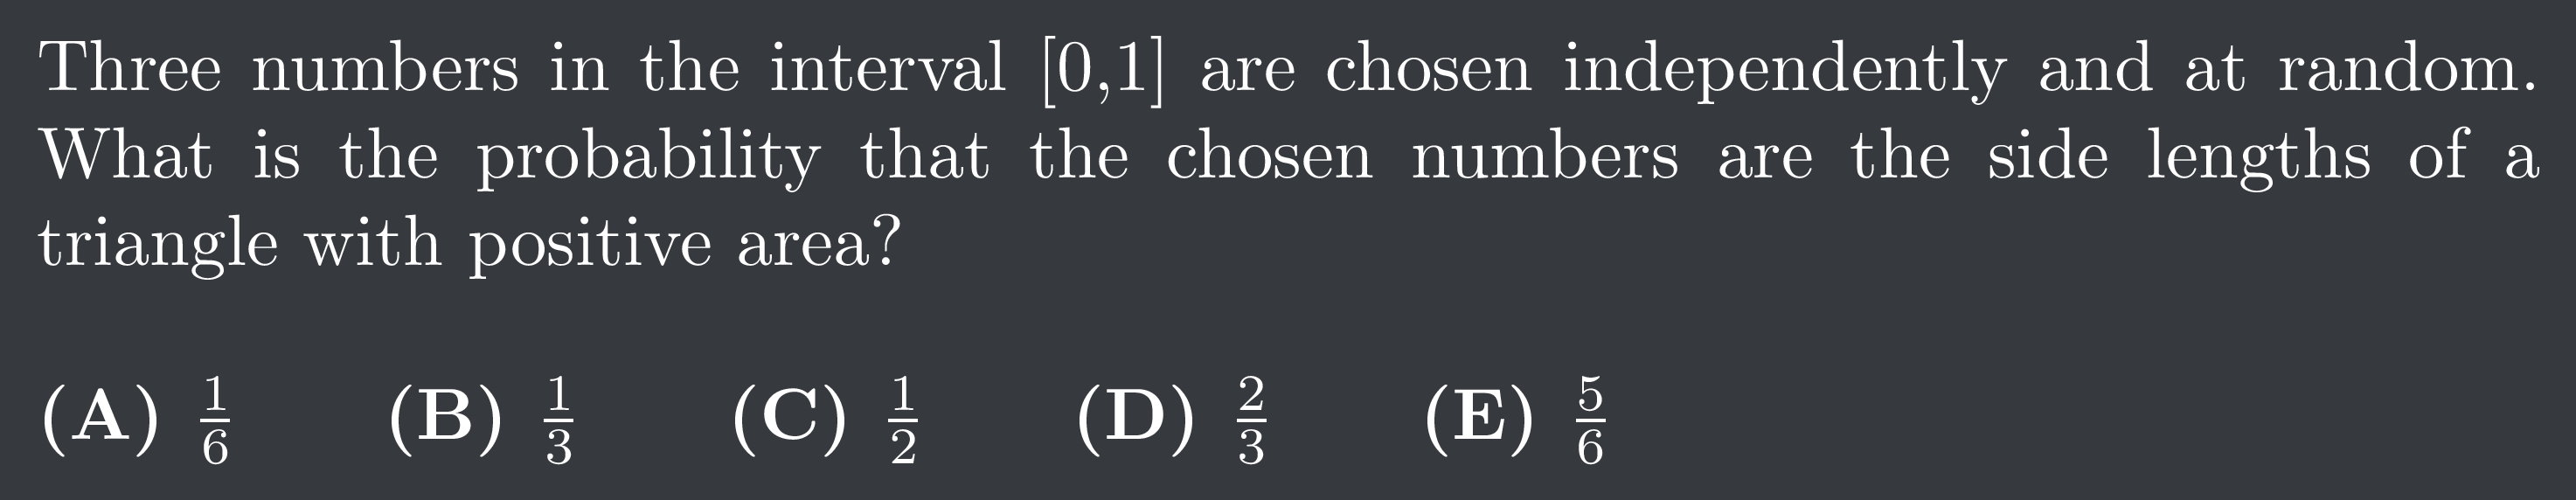 Three numbers in the interval [0,1] are chosen independently and at random.
What is the probability that the chosen numbers are the side lengths of a
triangle with positive area?
(A) 1/6 (B) 1/3 (C) 1/2 (D) 2/3 (E) 5/6